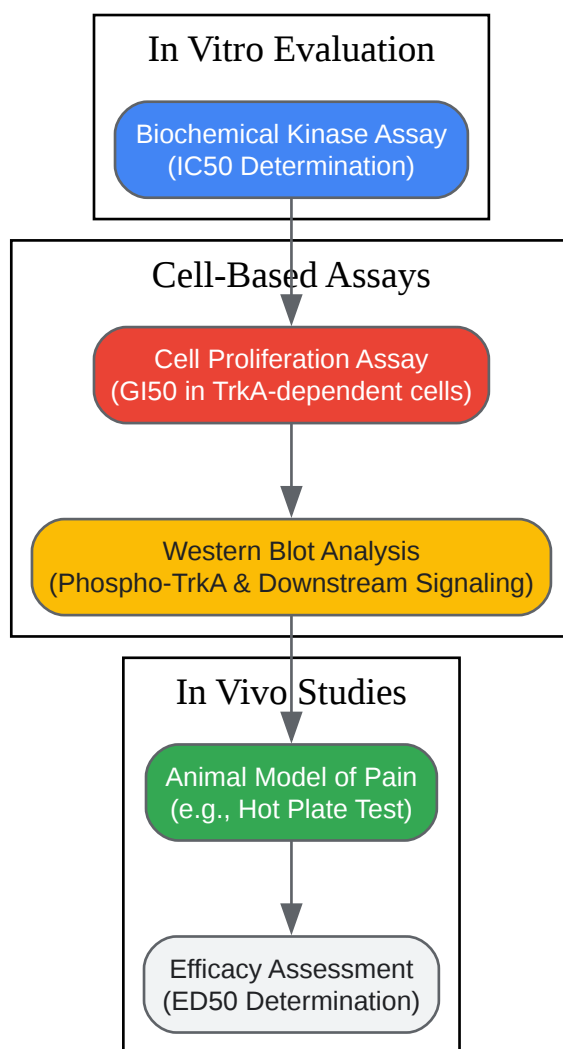 In Vitro Evaluation
Biochemical Kinase Assay
(IC50 Determination)
Cell-Based Assays
Cell Proliferation Assay
(GI50 in TrkA-dependent cells)
Western Blot Analysis
(Phospho-TrkA & Downstream Signaling)
In Vivo Studies
Animal Model of Pain
(e.g., Hot Plate Test)
Efficacy Assessment
(ED50 Determination)